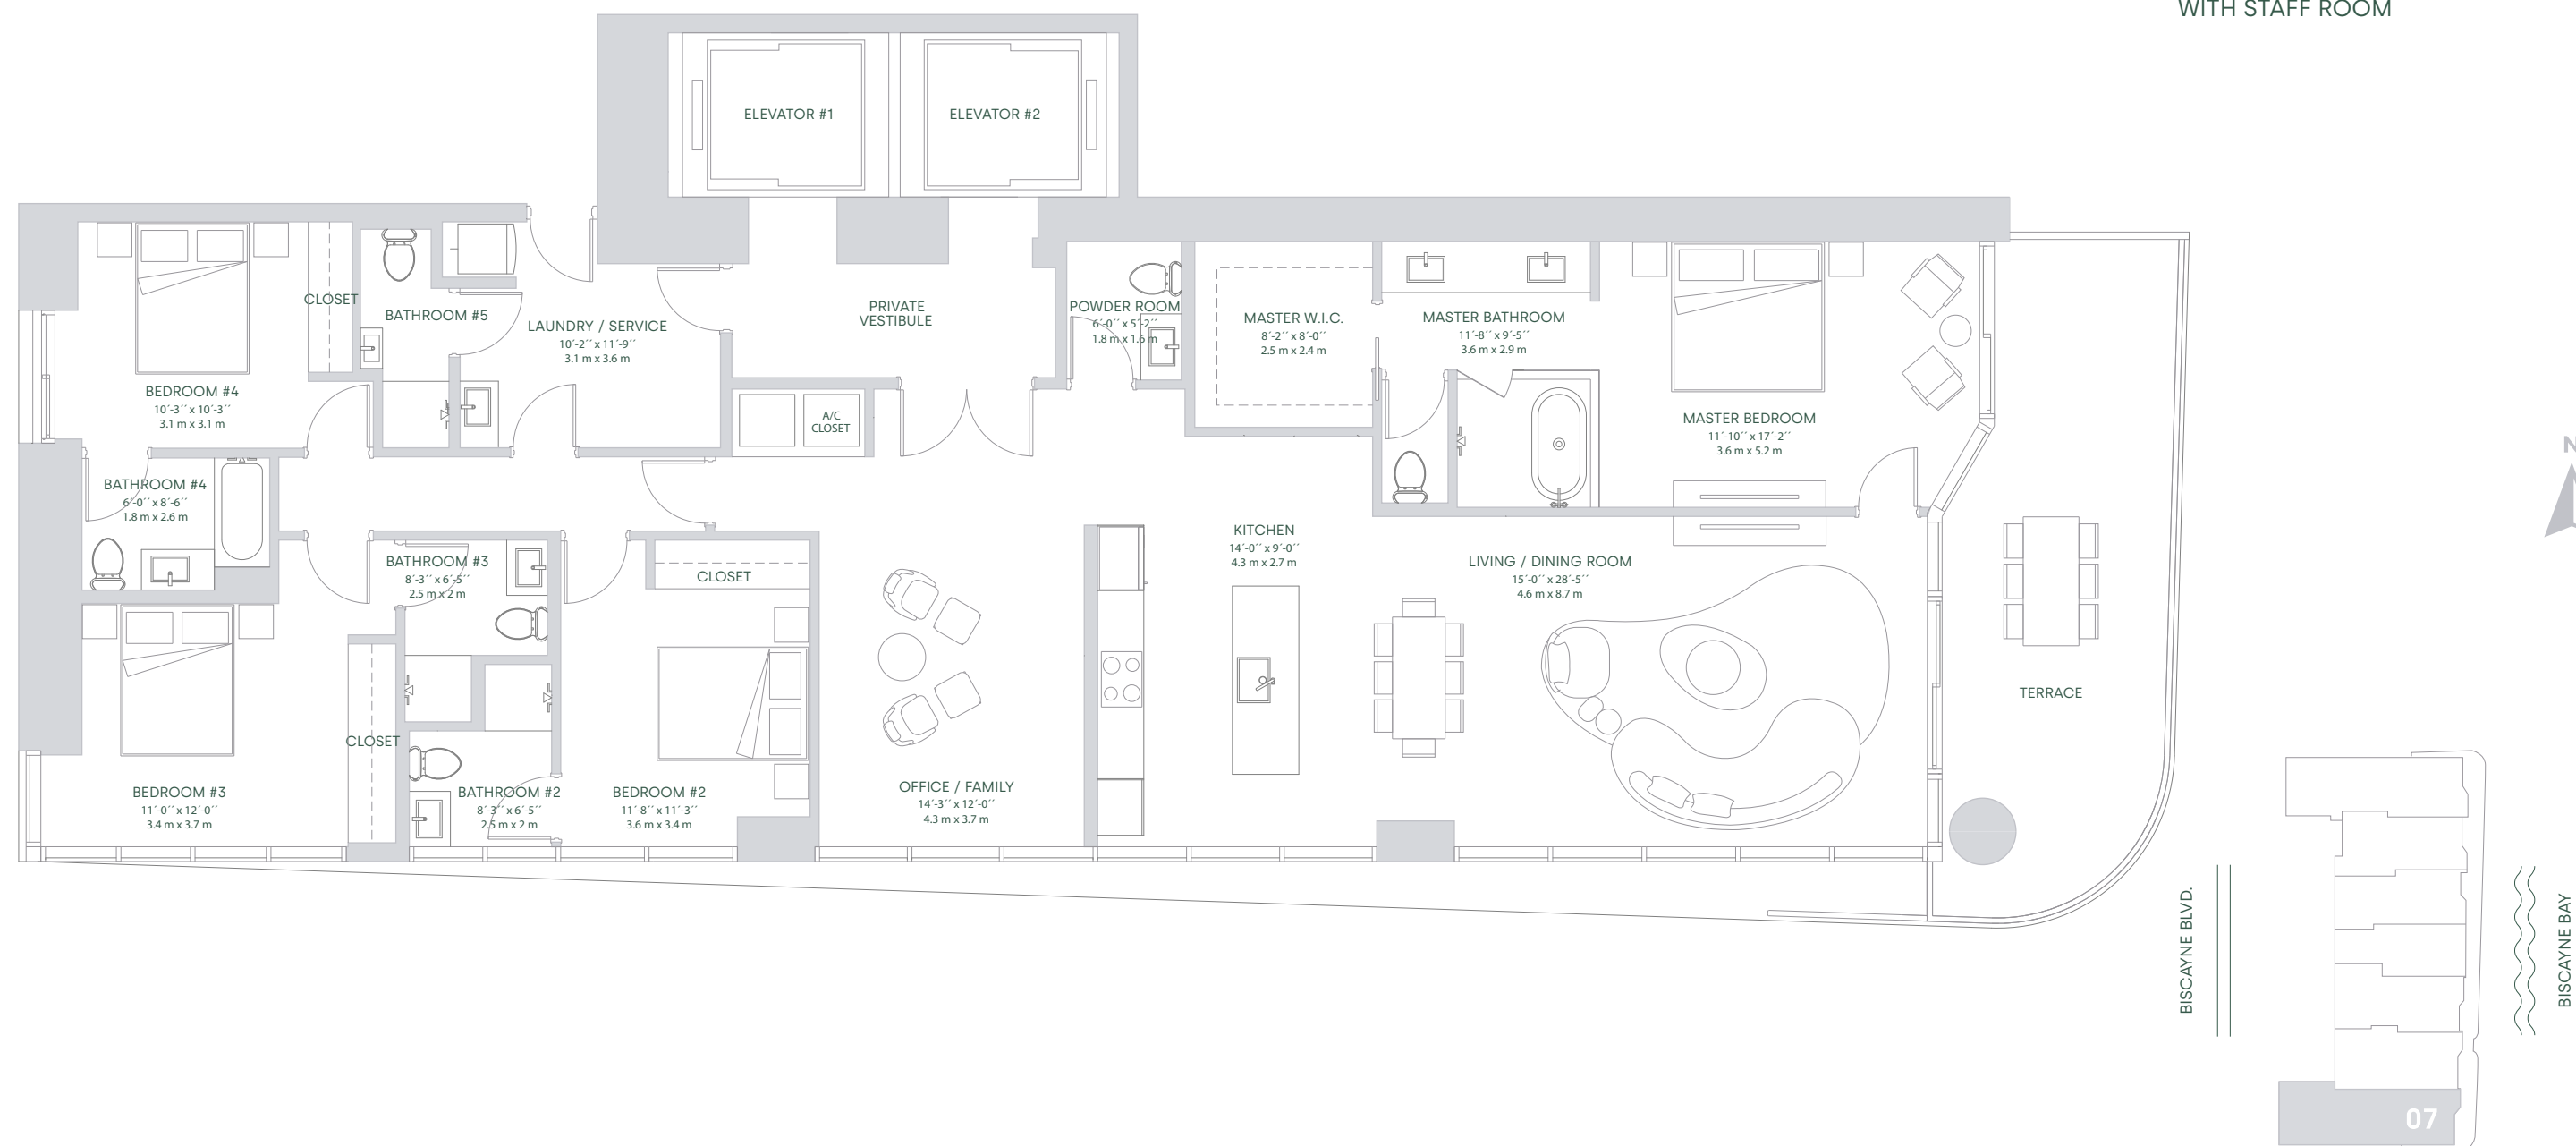 WITH STAFF ROOM
ELEVATOR #1
ELEVATOR #2
CLOSET
BATHROOM #5
LAUNDRY / SERVICE
10´-2´´ x 11´-9´´
3.1 m x 3.6 m
PRIVATE
VESTIBULE
POWDER ROOM
6´-0´´ x 5´-2´´
1.8 m x 1.6 m
MASTER W.I.C.
8´-2´´ x 8´-0´´
2.5 m x 2.4 m
MASTER BATHROOM
11´-8´´ x 9´-5´´
3.6 m x 2.9 m
BEDROOM #4
10´-3´´ x 10´-3´´
3.1 m x 3.1 m
A/C
CLOSET
MASTER BEDROOM
11´-10´´ x 17´-2´´
3.6 m x 5.2 m
N
BATHROOM #4
6´-0´´ x 8´-6´´
1.8 m x 2.6 m
BATHROOM #3
8´-3´´ x 6´-5´´
2.5 m x 2 m
CLOSET
KITCHEN
14´-0´´ x 9´-0´´
4.3 m x 2.7 m
LIVING / DINING ROOM
15´-0´´ x 28´-5´´
4.6 m x 8.7 m
TERRACE
CLOSET
BEDROOM #3
11´-0´´ x 12´-0´´
3.4 m x 3.7 m
BATHROOM #2
8´-3´´ x 6´-5´´
2.5 m x 2 m
BEDROOM #2
11´-8´´ x 11´-3´´
3.6 m x 3.4 m
OFFICE / FAMILY
14´-3´´ x 12´-0´´
4.3 m x 3.7 m
BISCAYNE BLVD.
BISCAYNE BAY
07